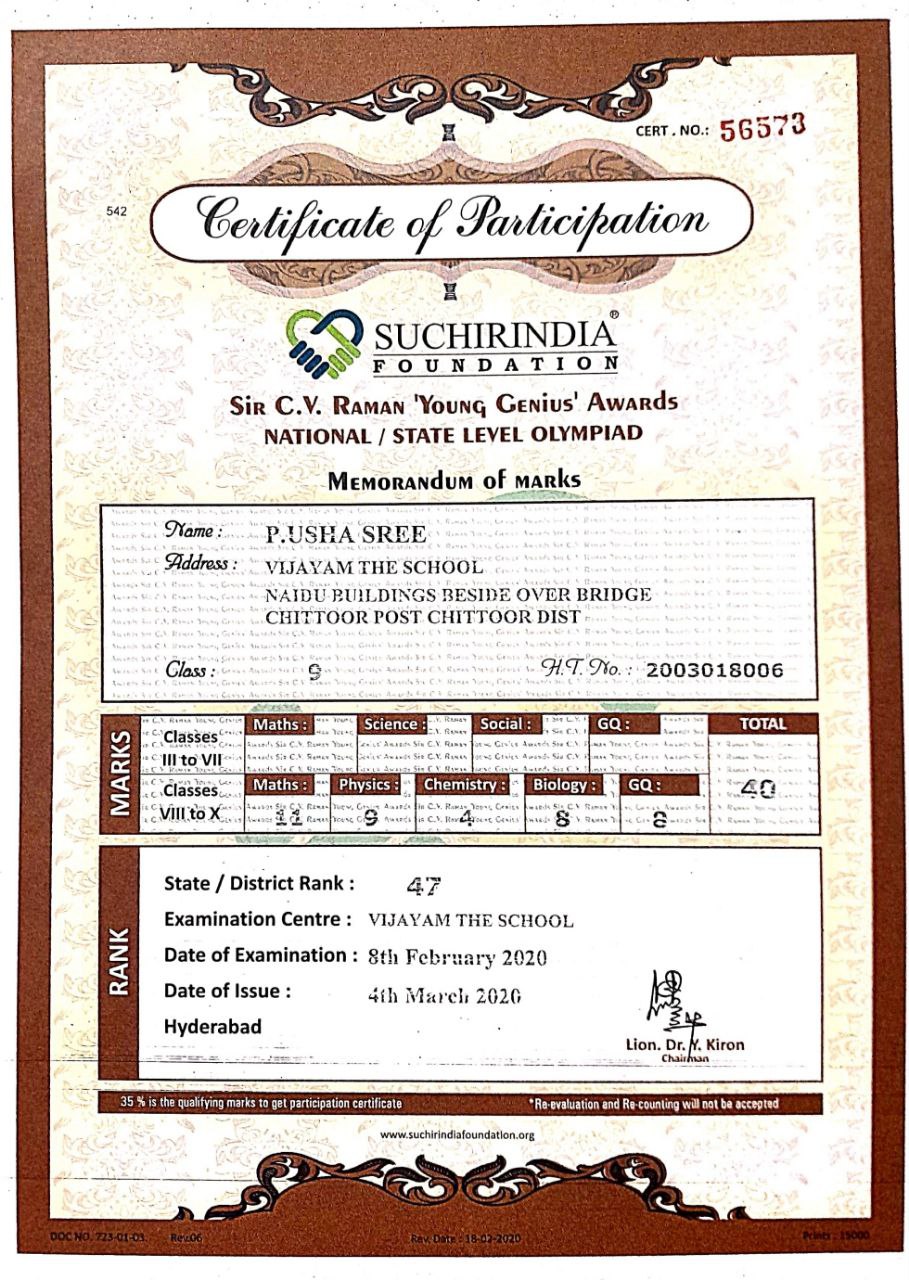 CERT . NO.: 56573
542
Certificate of Participation
SUCHIRINDIA®
FOUNDATION
SIR C.V. RAMAN 'YOUNG GENIUS' AWARDS
NATIONAL / STATE LEVEL OLYMPIAD
MEMORANDUM OF MARKS
Name : P.USHA SREE
Address : VIJAYAM THE SCHOOL
NAIDU BUILDINGS BESIDE OVER BRIDGE
CHITTOOR POST CHITTOOR DIST
Class : 9 H.T. No. : 2003018006
MARKS
Classes III to VII Maths : Science : Social : GQ : TOTAL
Classes VIII to X Maths : Physics : Chemistry : Biology : GQ :
11 9 4 8 8 40
RANK
State / District Rank : 47
Examination Centre : VIJAYAM THE SCHOOL
Date of Examination : 8th February 2020
Date of Issue : 4th March 2020
Hyderabad
Lion. Dr. Y. Kiron
Chairman
35 % is the qualifying marks to get participation certificate *Re-evaluation and Re-counting will not be accepted
www.suchirindiafoundation.org
DOC NO. 723-01-03. Rev.06 Rev. Date : 18-02-2020 Prints : 15000